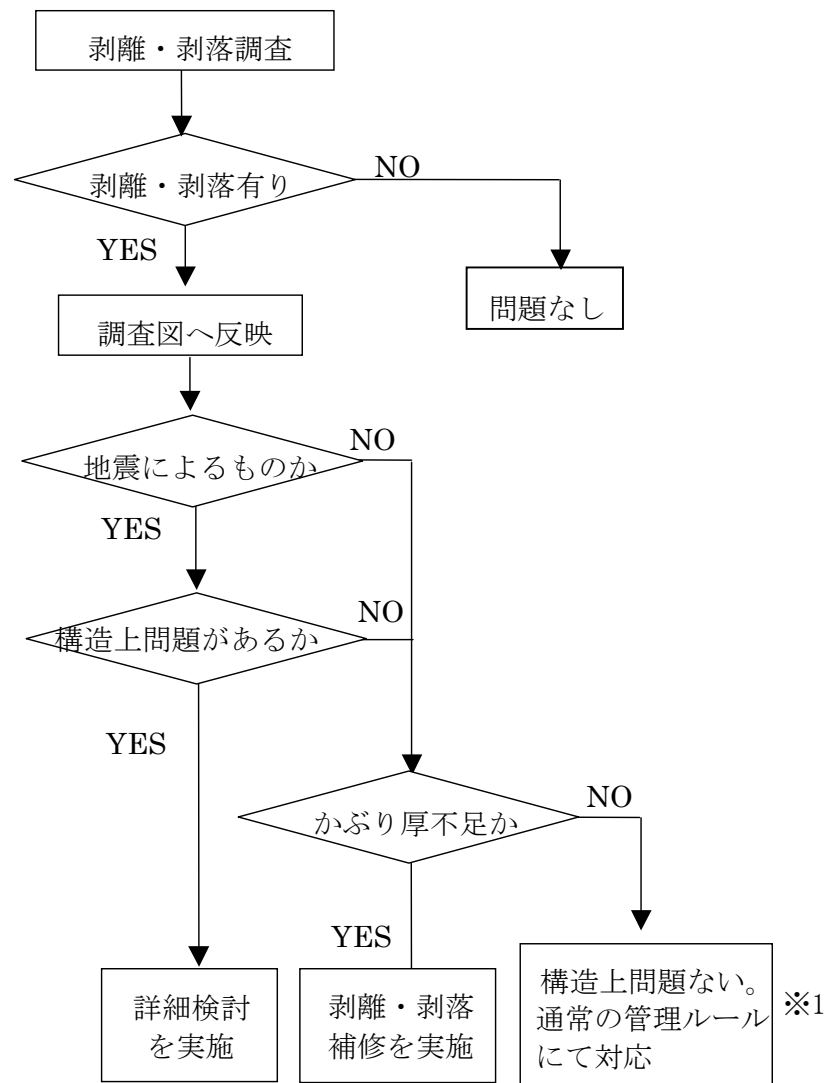 剥離・剥落調査
剥離・剥落有り
NO
YES
問題なし
調査図へ反映
地震によるものか
NO
YES
構造上問題があるか
NO
YES
かぶり厚不足か
NO
YES
詳細検討
を実施
剥離・剥落
補修を実施
構造上問題ない。
通常の管理ルール
にて対応
※1